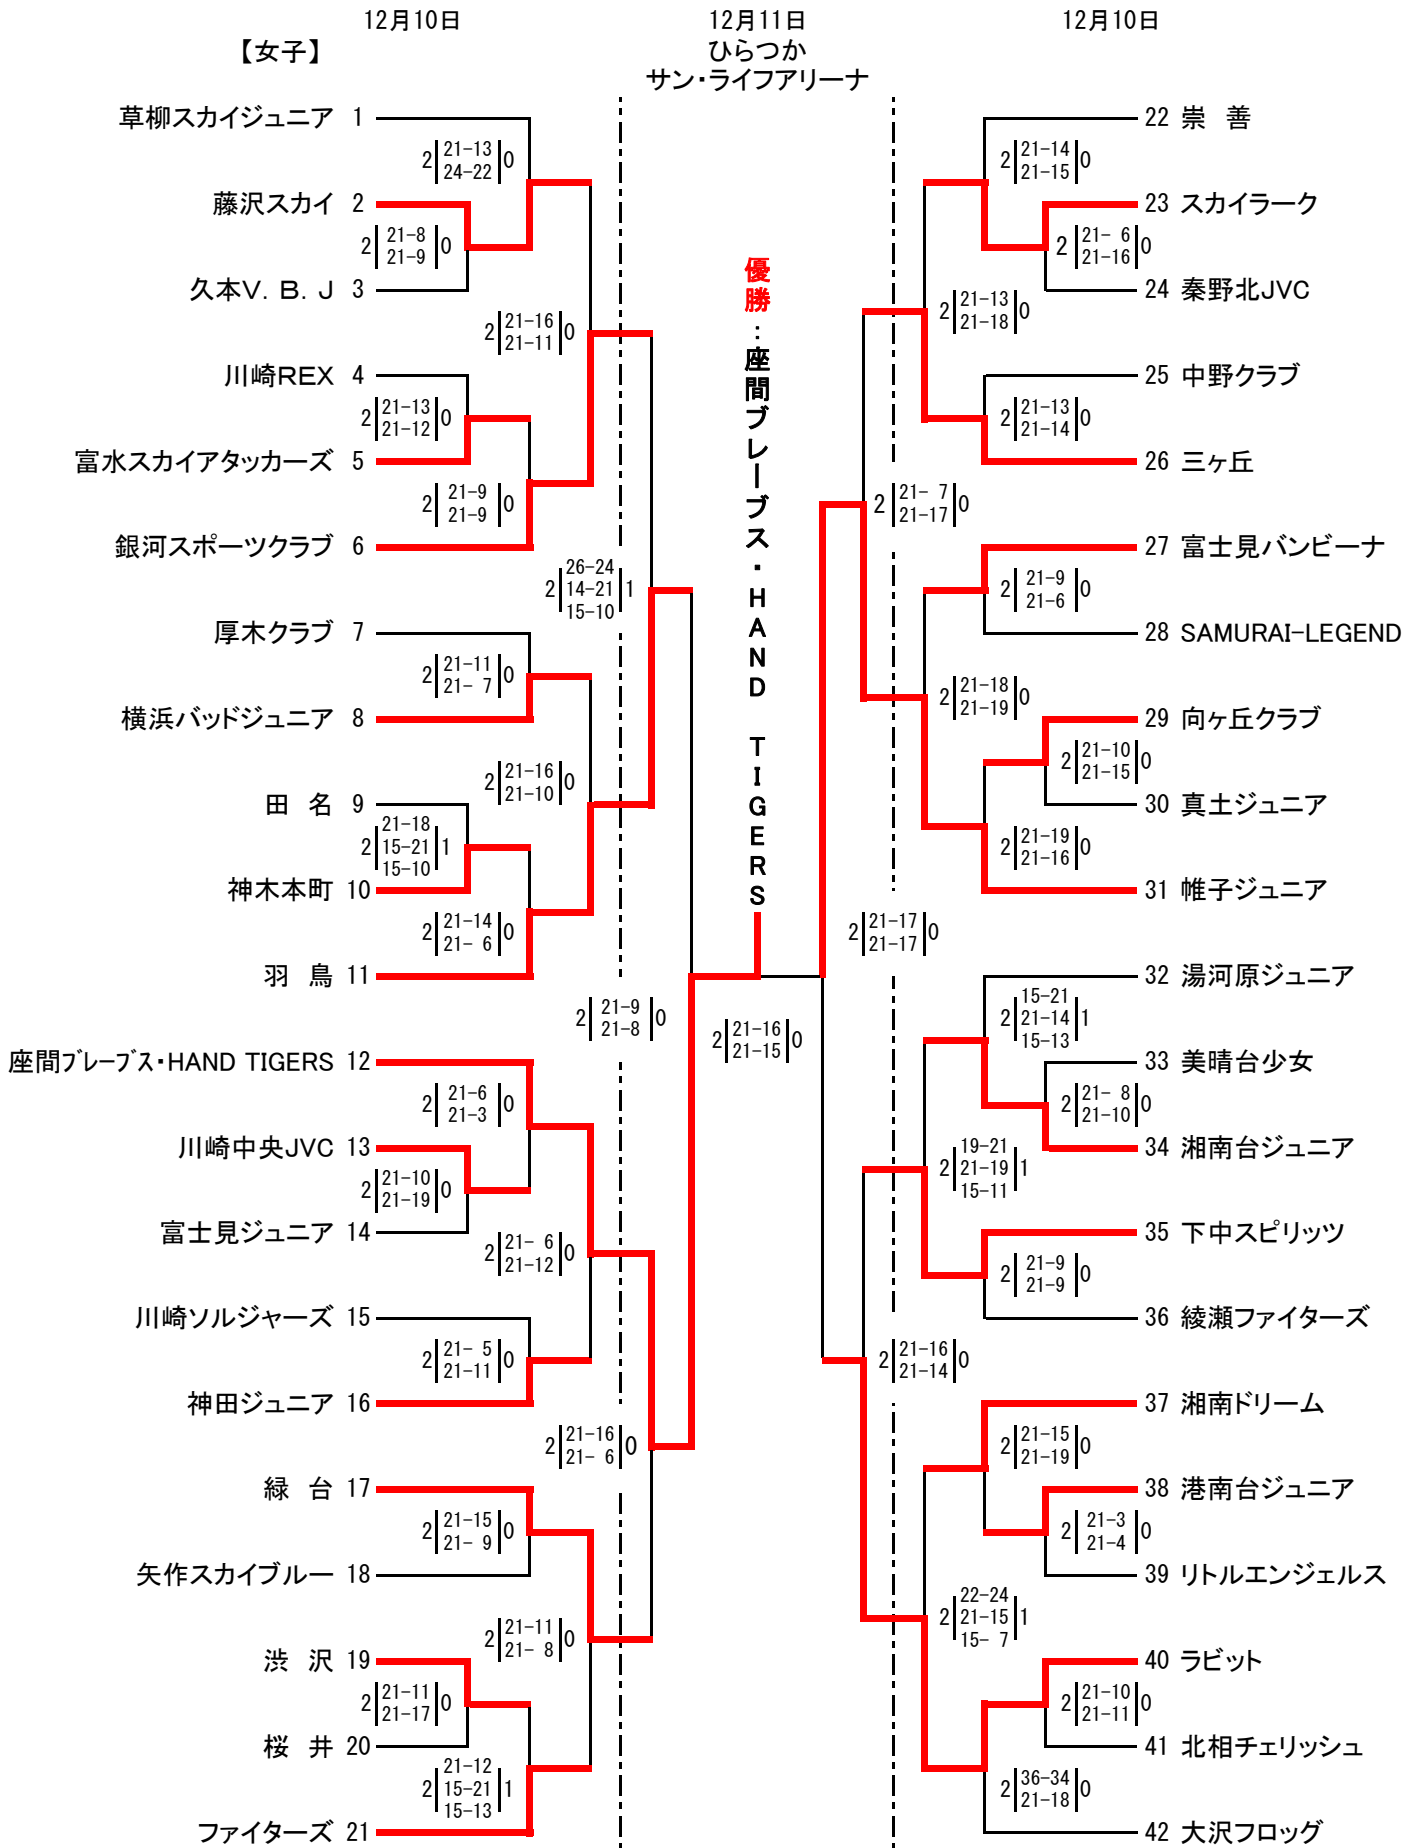 12月10日
12月11日
12月10日
【女子】
ひらつか
サン・ライフアリーナ
優勝：座間ブレーブス・HAND TIGERS
草柳スカイジュニア 1
2 21-13 0
24-22
藤沢スカイ 2
2 21-8 0
21-9
久本V. B. J 3
2 21-16 0
21-11
川崎REX 4
2 21-13 0
21-12
富水スカイアタッカーズ 5
2 21-9 0
21-9
銀河スポーツクラブ 6
2 26-24 1
14-21
15-10
厚木クラブ 7
2 21-11 0
21- 7
横浜バッドジュニア 8
2 21-16 0
21-10
田 名 9
2 21-18 1
15-21
15-10
神木本町 10
2 21-14 0
21- 6
羽 鳥 11
2 21-9 0
21-8
2 21-16 0
21-15
座間ブレーブス・HAND TIGERS 12
2 21-6 0
21-3
川崎中央JVC 13
2 21-10 0
21-19
富士見ジュニア 14
2 21- 6 0
21-12
川崎ソルジャーズ 15
2 21- 5 0
21-11
神田ジュニア 16
2 21-16 0
21- 6
緑 台 17
2 21-15 0
21- 9
矢作スカイブルー 18
2 21-11 0
21- 8
渋 沢 19
2 21-11 0
21-17
桜 井 20
2 21-12 1
15-21
15-13
ファイターズ 21
22 崇 善
2 21-14 0
21-15
23 スカイラーク
2 21- 6 0
21-16
24 秦野北JVC
2 21-13 0
21-18
25 中野クラブ
2 21-13 0
21-14
26 三ヶ丘
2 21- 7 0
21-17
27 富士見バンビーナ
2 21-9 0
21-6
28 SAMURAI-LEGEND
2 21-18 0
21-19
29 向ヶ丘クラブ
2 21-10 0
21-15
30 真土ジュニア
2 21-19 0
21-16
31 帷子ジュニア
2 21-17 0
21-17
32 湯河原ジュニア
2 15-21 1
21-14
15-13
33 美晴台少女
2 21- 8 0
21-10
34 湘南台ジュニア
2 19-21 1
21-19
15-11
35 下中スピリッツ
2 21-9 0
21-9
36 綾瀬ファイターズ
2 21-16 0
21-14
37 湘南ドリーム
2 21-15 0
21-19
38 港南台ジュニア
2 21-3 0
21-4
39 リトルエンジェルス
2 22-24 1
21-15
15- 7
40 ラビット
2 21-10 0
21-11
41 北相チェリッシュ
2 36-34 0
21-18
42 大沢フロッグ